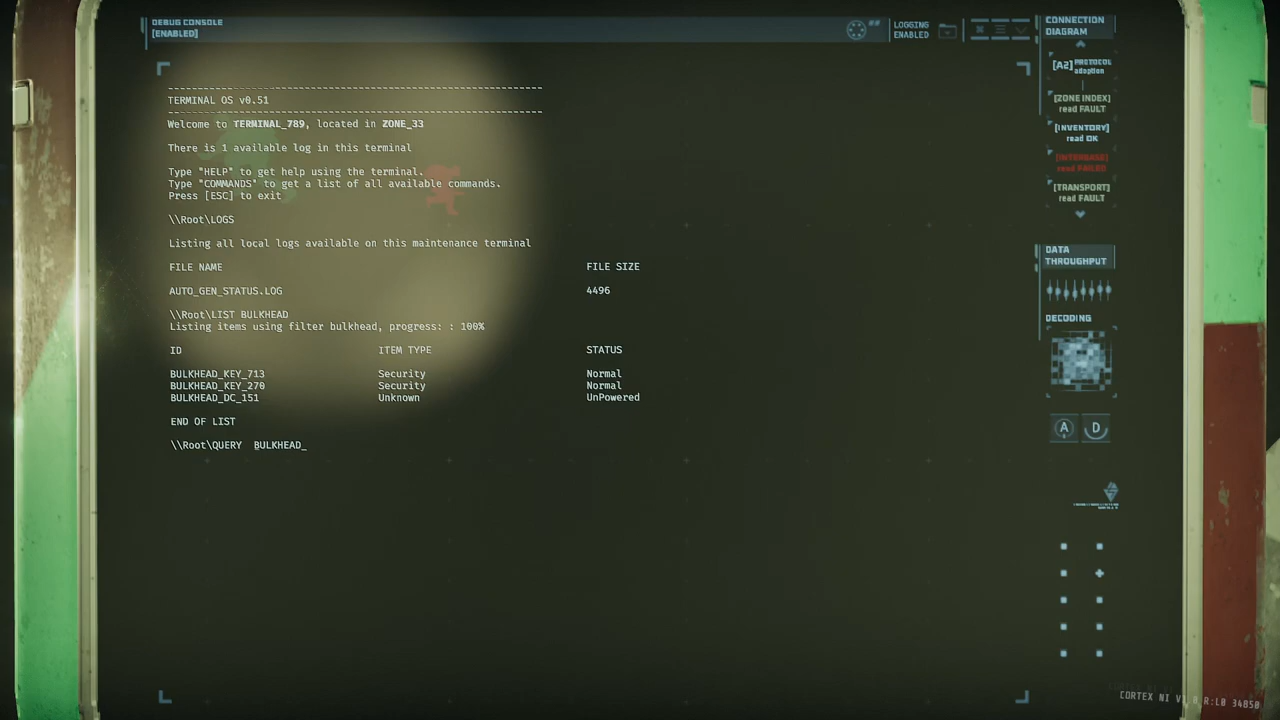 DEBUG CONSOLE
[ENABLED]
LOGGING
ENABLED
CONNECTION
DIAGRAM
[A2] PROTOCOL
adaption
[ZONE INDEX]
read FAULT
[INVENTORY]
read OK
read FAILED
[TRANSPORT]
read FAULT
DATA
THROUGHPUT
DECODING
A D
----------------------------------------------------------------
TERMINAL OS v0.51
----------------------------------------------------------------
Welcome to TERMINAL_789, located in ZONE_33
There is 1 available log in this terminal
Type "HELP" to get help using the terminal.
Type "COMMANDS" to get a list of all available commands.
Press [ESC] to exit
\\Root\LOGS
Listing all local logs available on this maintenance terminal
FILE NAME FILE SIZE
AUTO_GEN_STATUS.LOG 4496
\\Root\LIST BULKHEAD
Listing items using filter bulkhead, progress: : 100%
ID ITEM TYPE STATUS
BULKHEAD_KEY_713 Security Normal
BULKHEAD_KEY_270 Security Normal
BULKHEAD_DC_151 Unknown UnPowered
END OF LIST
\\Root\QUERY  BULKHEAD_